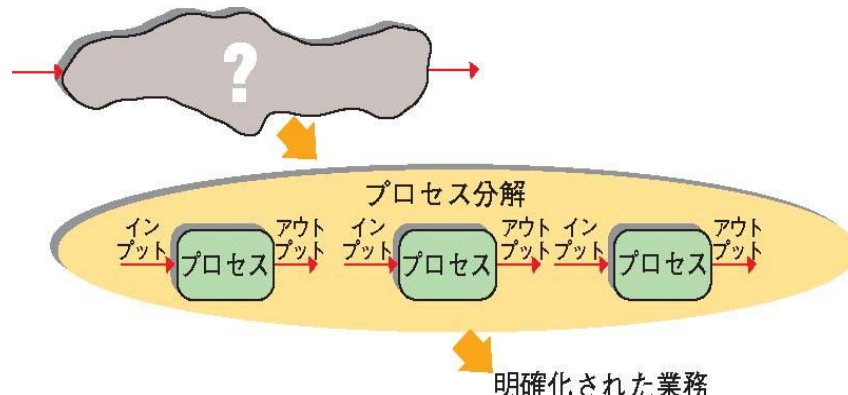 ?
プロセス分解
イン
プット
アウト
プット
イン
プット
アウト
プット
イン
プット
アウト
プット
プロセス
プロセス
プロセス
明確化された業務